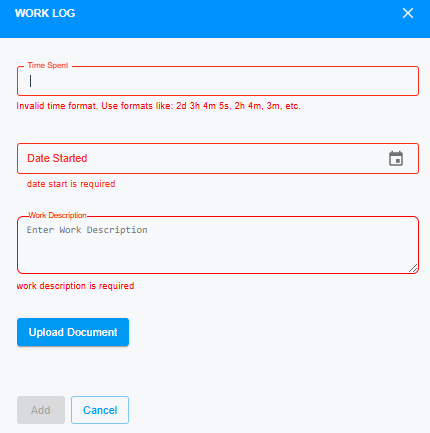 WORK LOG
Time Spent
Invalid time format. Use formats like: 2d 3h 4m 5s, 2h 4m, 3m, etc.
Date Started
date start is required
Work Description
Enter Work Description
work description is required
Upload Document
Add Cancel